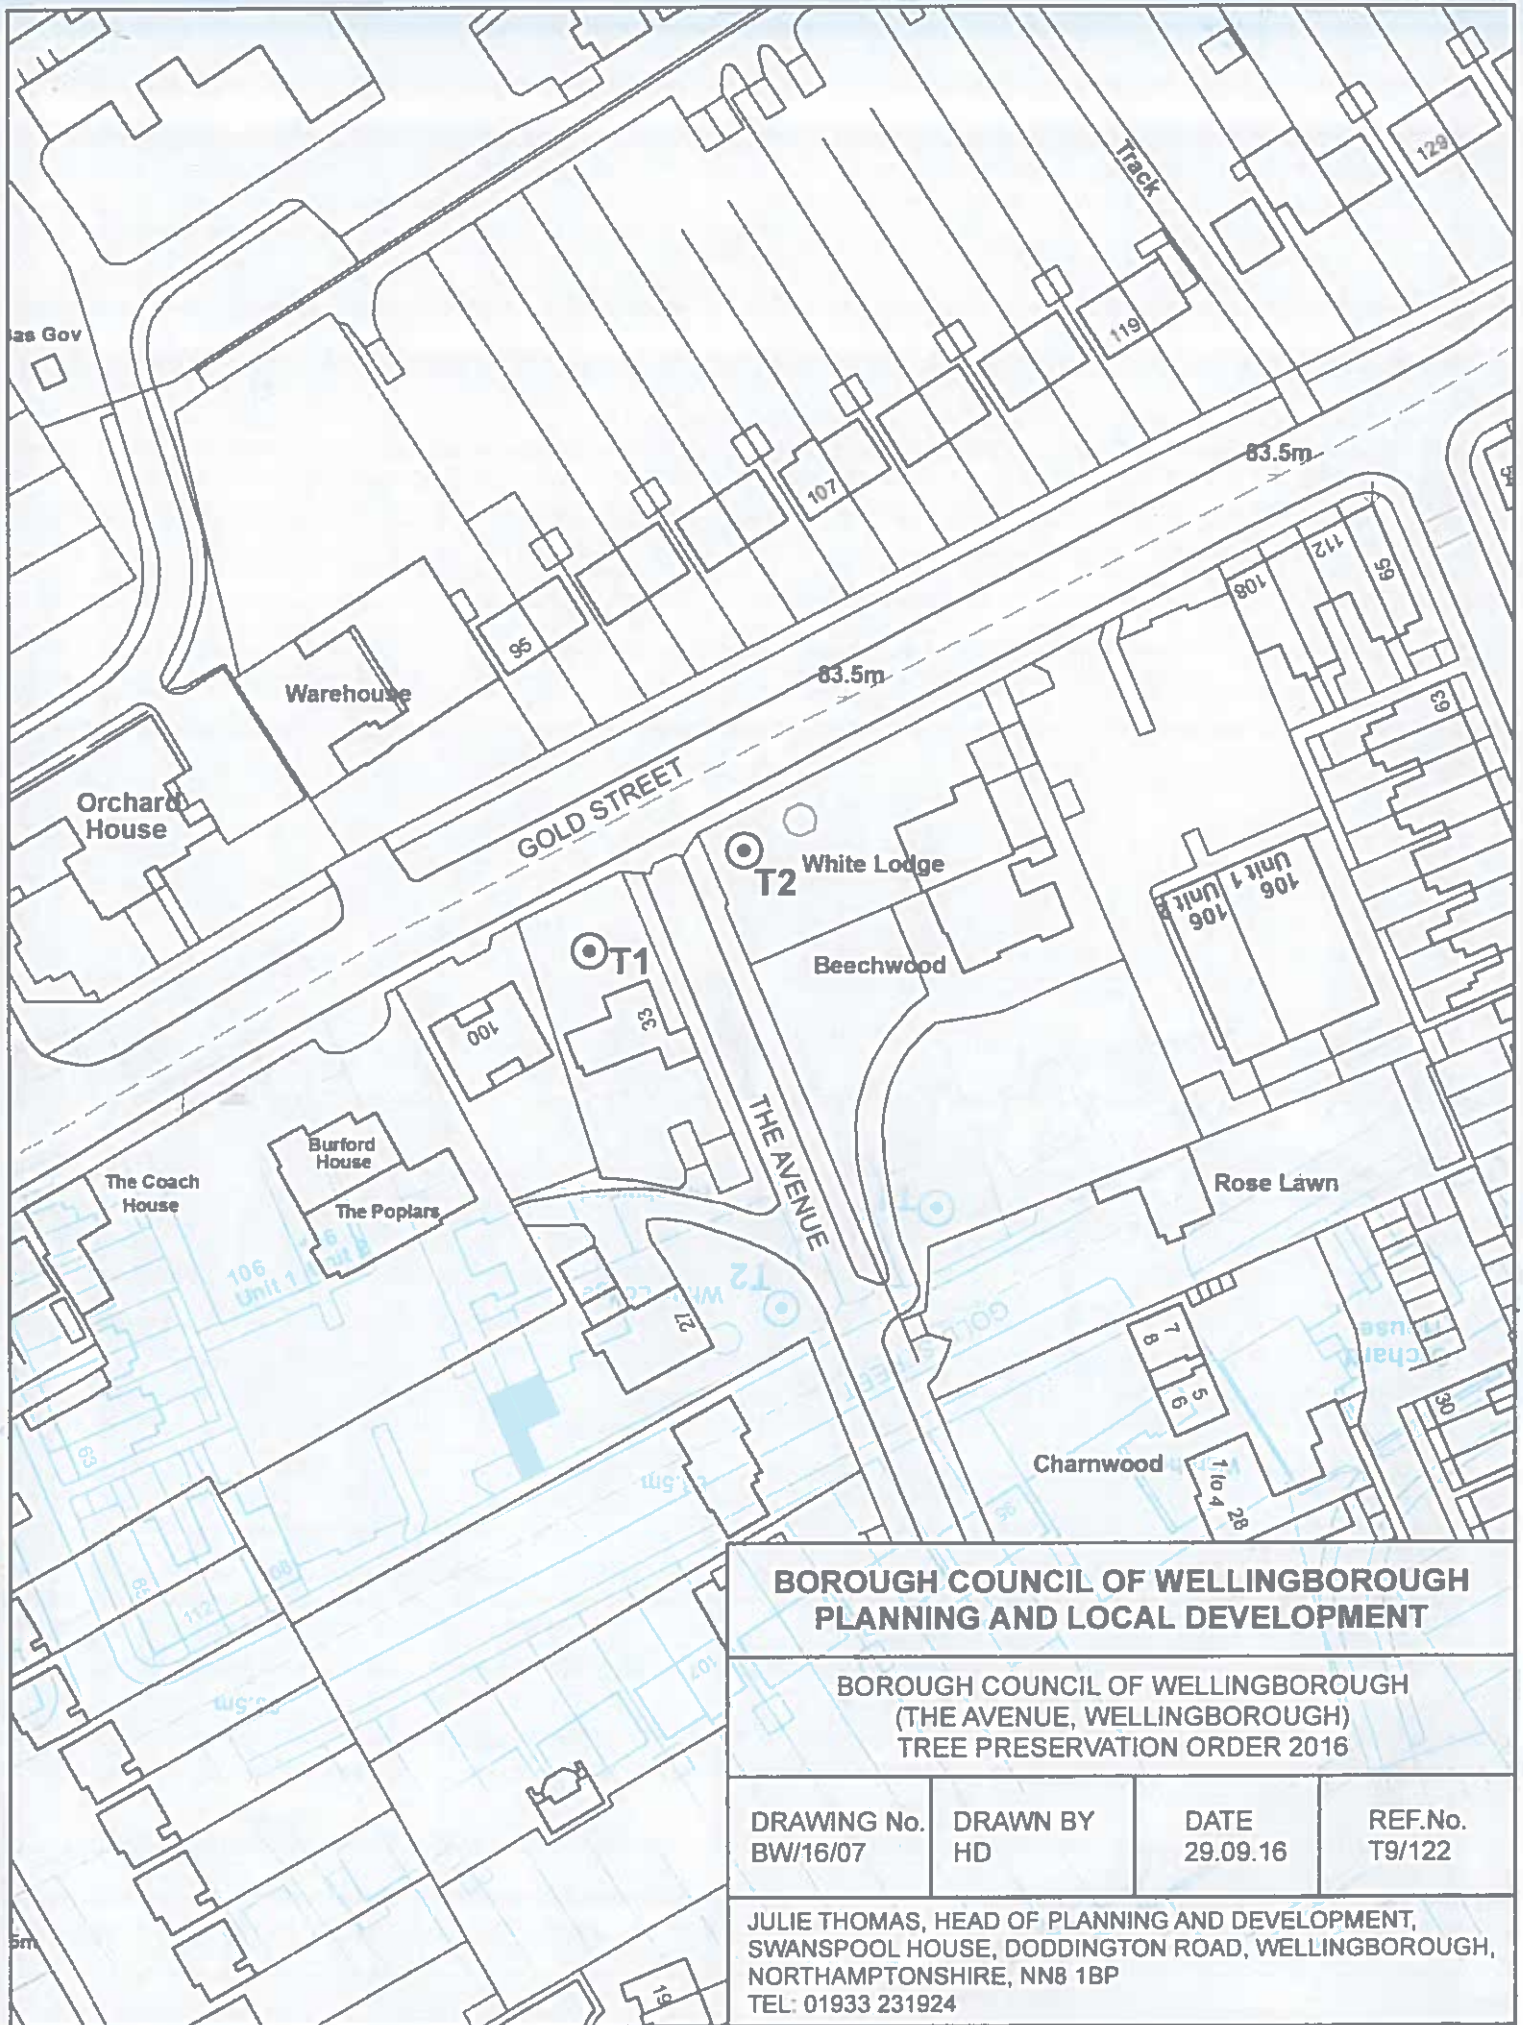 Track
129
as Gov
119
83.5m
107
112
65
108
95
83.5m
63
Warehouse
Orchard
House
GOLD STREET
T2
White Lodge
106
Unit 1
106
Unit
T1
Beechwood
33
100
THE AVENUE
Burford
House
The Coach
House
The Poplars
Rose Lawn
27
7
8
5
6
30
Charnwood
1 to 4
28
19
5m
BOROUGH COUNCIL OF WELLINGBOROUGH
PLANNING AND LOCAL DEVELOPMENT
BOROUGH COUNCIL OF WELLINGBOROUGH
(THE AVENUE, WELLINGBOROUGH)
TREE PRESERVATION ORDER 2016
DRAWING No.
BW/16/07
DRAWN BY
HD
DATE
29.09.16
REF.No.
T9/122
JULIE THOMAS, HEAD OF PLANNING AND DEVELOPMENT,
SWANSPOOL HOUSE, DODDINGTON ROAD, WELLINGBOROUGH,
NORTHAMPTONSHIRE, NN8 1BP
TEL: 01933 231924